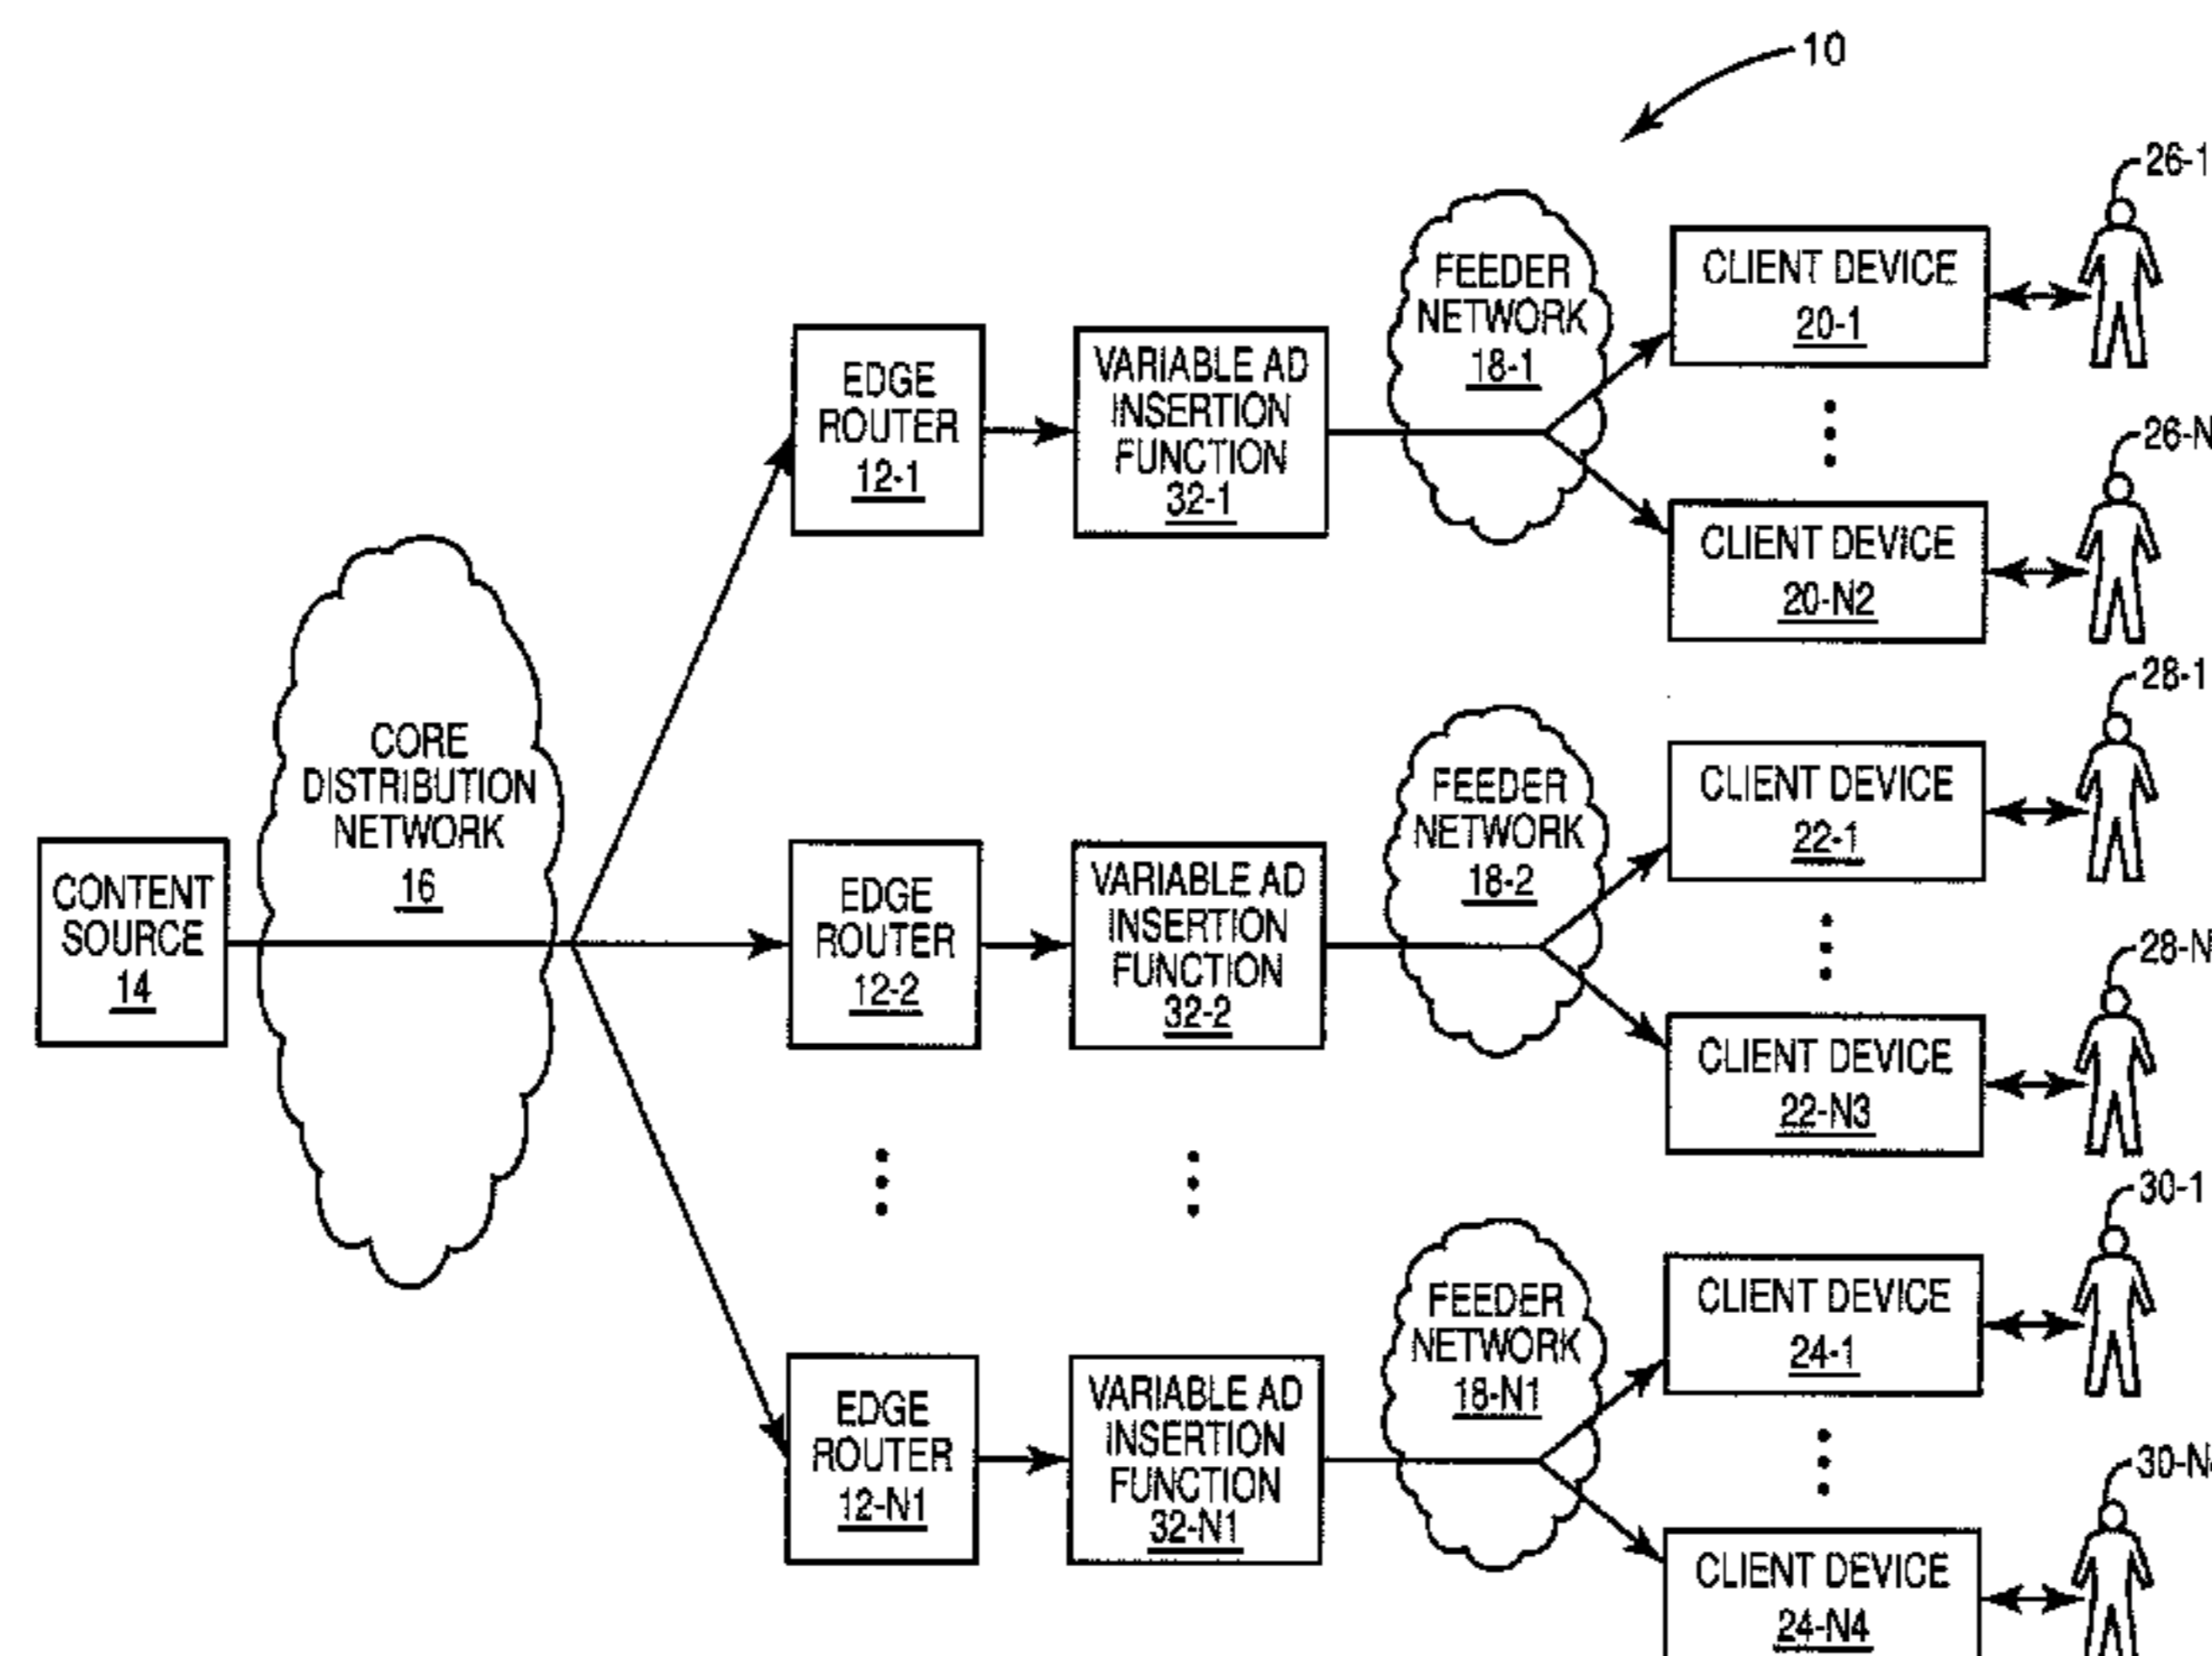 10
26-1
FEEDER
NETWORK
18-1
CLIENT DEVICE
20-1
EDGE
ROUTER
12-1
VARIABLE AD
INSERTION
FUNCTION
32-1
26-N
CLIENT DEVICE
20-N2
28-1
CORE
DISTRIBUTION
NETWORK
16
FEEDER
NETWORK
18-2
CLIENT DEVICE
22-1
CONTENT
SOURCE
14
EDGE
ROUTER
12-2
VARIABLE AD
INSERTION
FUNCTION
32-2
28-N
CLIENT DEVICE
22-N3
30-1
FEEDER
NETWORK
18-N1
CLIENT DEVICE
24-1
EDGE
ROUTER
12-N1
VARIABLE AD
INSERTION
FUNCTION
32-N1
30-N
CLIENT DEVICE
24-N4